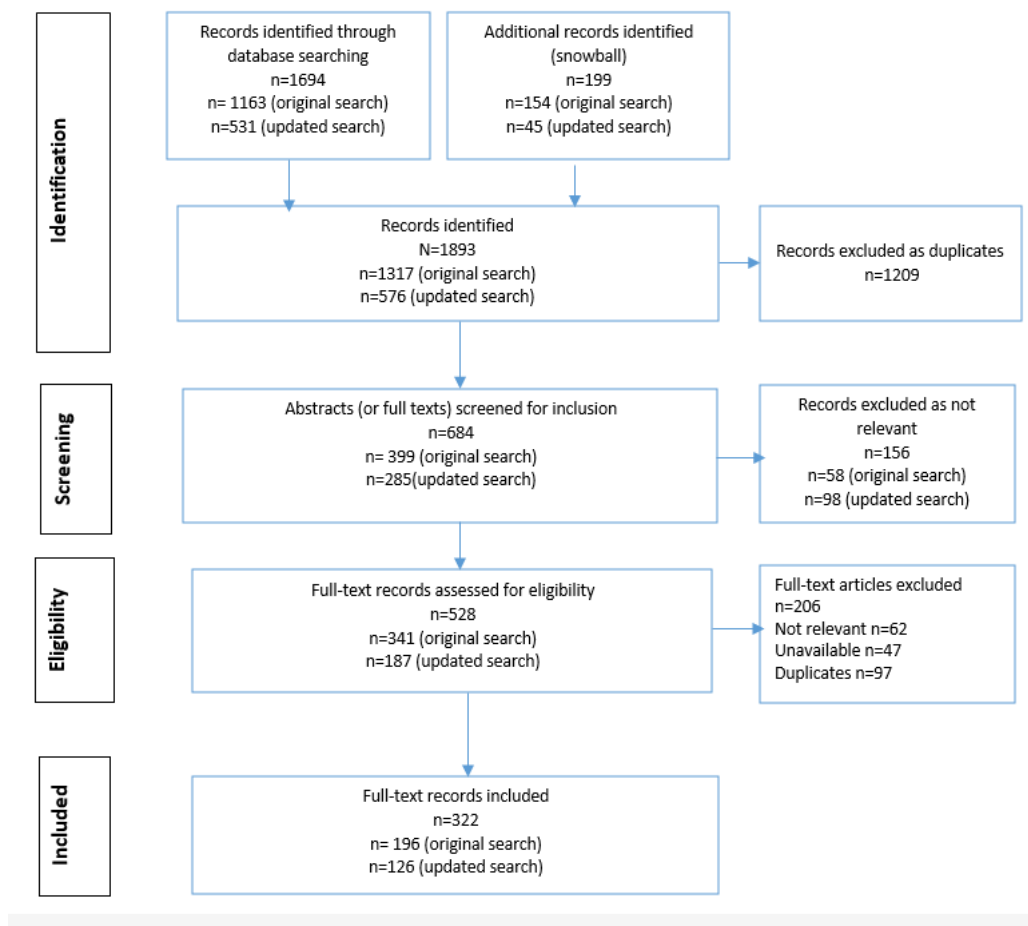 Identification
Records identified through
database searching
n=1694
n= 1163 (original search)
n=531 (updated search)
Additional records identified
(snowball)
n=199
n=154 (original search)
n=45 (updated search)
Records identified
N=1893
n=1317 (original search)
n=576 (updated search)
Records excluded as duplicates
n=1209
Screening
Abstracts (or full texts) screened for inclusion
n=684
n= 399 (original search)
n=285(updated search)
Records excluded as not
relevant
n=156
n=58 (original search)
n=98 (updated search)
Eligibility
Full-text records assessed for eligibility
n=528
n=341 (original search)
n=187 (updated search)
Full-text articles excluded
n=206
Not relevant n=62
Unavailable n=47
Duplicates n=97
Included
Full-text records included
n=322
n= 196 (original search)
n=126 (updated search)